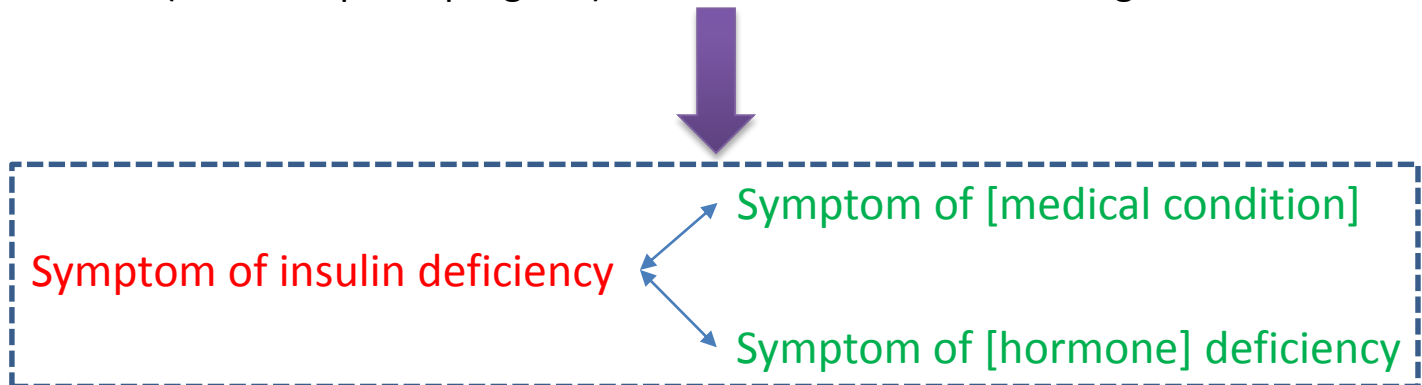 Symptom of [medical condition]
Symptom of insulin deficiency
Symptom of [hormone] deficiency